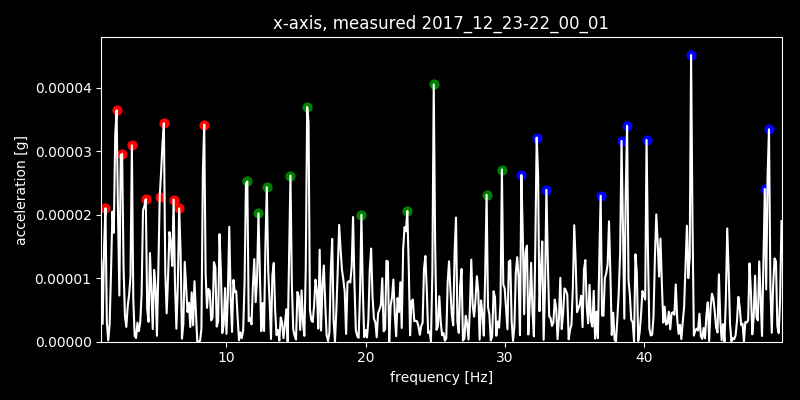 x-axis, measured 2017_12_23-22_00_01
0.00004
0.00003
0.00002
0.00001
0.00000
acceleration [g]
10 20 30 40
frequency [Hz]